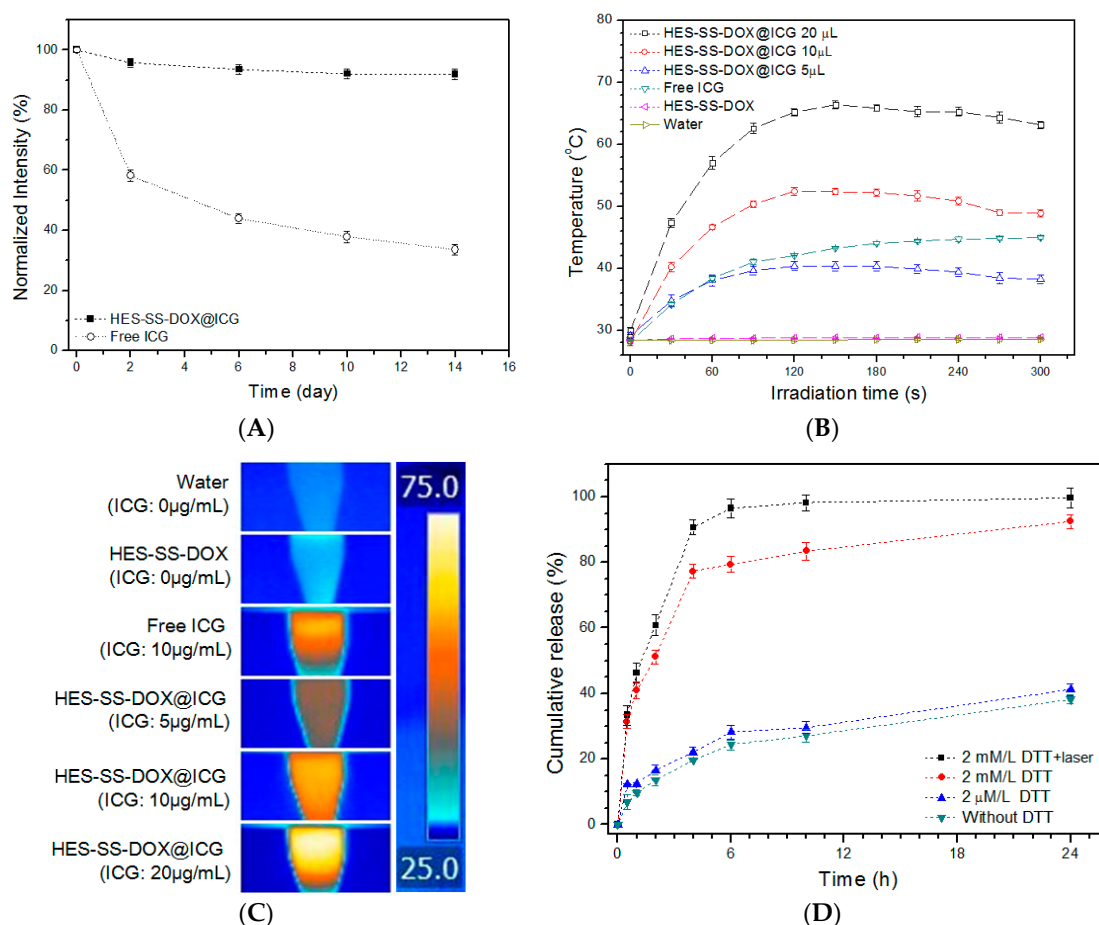 Normalized Intensity (%)
100
80
60
40
20
0
HES-SS-DOX@ICG
Free ICG
0 2 4 6 8 10 12 14 16
Time (day)
(A)
Temperature (°C)
80
70
60
50
40
30
HES-SS-DOX@ICG 20 μL
HES-SS-DOX@ICG 10μL
HES-SS-DOX@ICG 5μL
Free ICG
HES-SS-DOX
Water
0 60 120 180 240 300
Irradiation time (s)
(B)
Water
(ICG: 0μg/mL)
HES-SS-DOX
(ICG: 0μg/mL)
Free ICG
(ICG: 10μg/mL)
HES-SS-DOX@ICG
(ICG: 5μg/mL)
HES-SS-DOX@ICG
(ICG: 10μg/mL)
HES-SS-DOX@ICG
(ICG: 20μg/mL)
75.0
25.0
(C)
Cumulative release (%)
100
80
60
40
20
0
2 mM/L DTT+laser
2 mM/L DTT
2 μM/L DTT
Without DTT
0 6 12 18 24
Time (h)
(D)